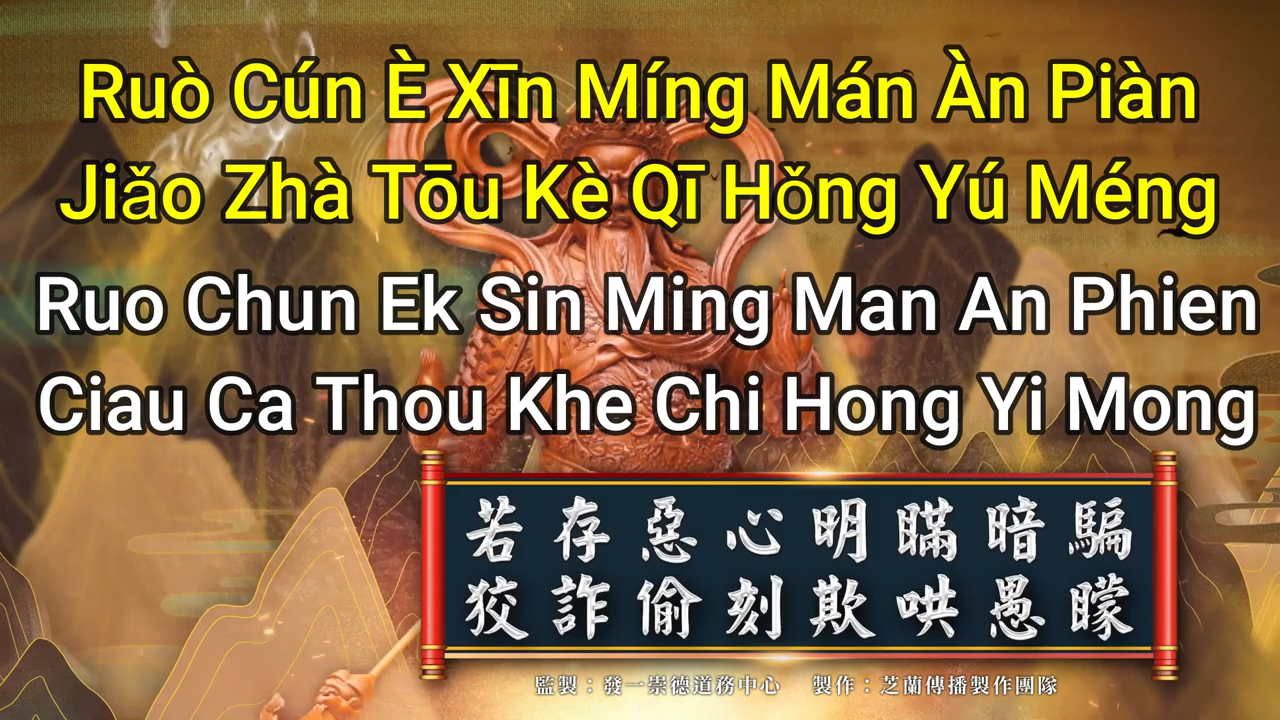 Ruò Cún È Xīn Míng Mán Àn Piàn
Jiǎo Zhà Tōu Kè Qī Hǒng Yú Méng
Ruo Chun Ek Sin Ming Man An Phien
Ciau Ca Thou Khe Chi Hong Yi Mong
若存惡心明瞞暗騙
狡詐偷刻欺哄愚矇
監製：發一崇德道務中心 製作：芝蘭傳播製作團隊